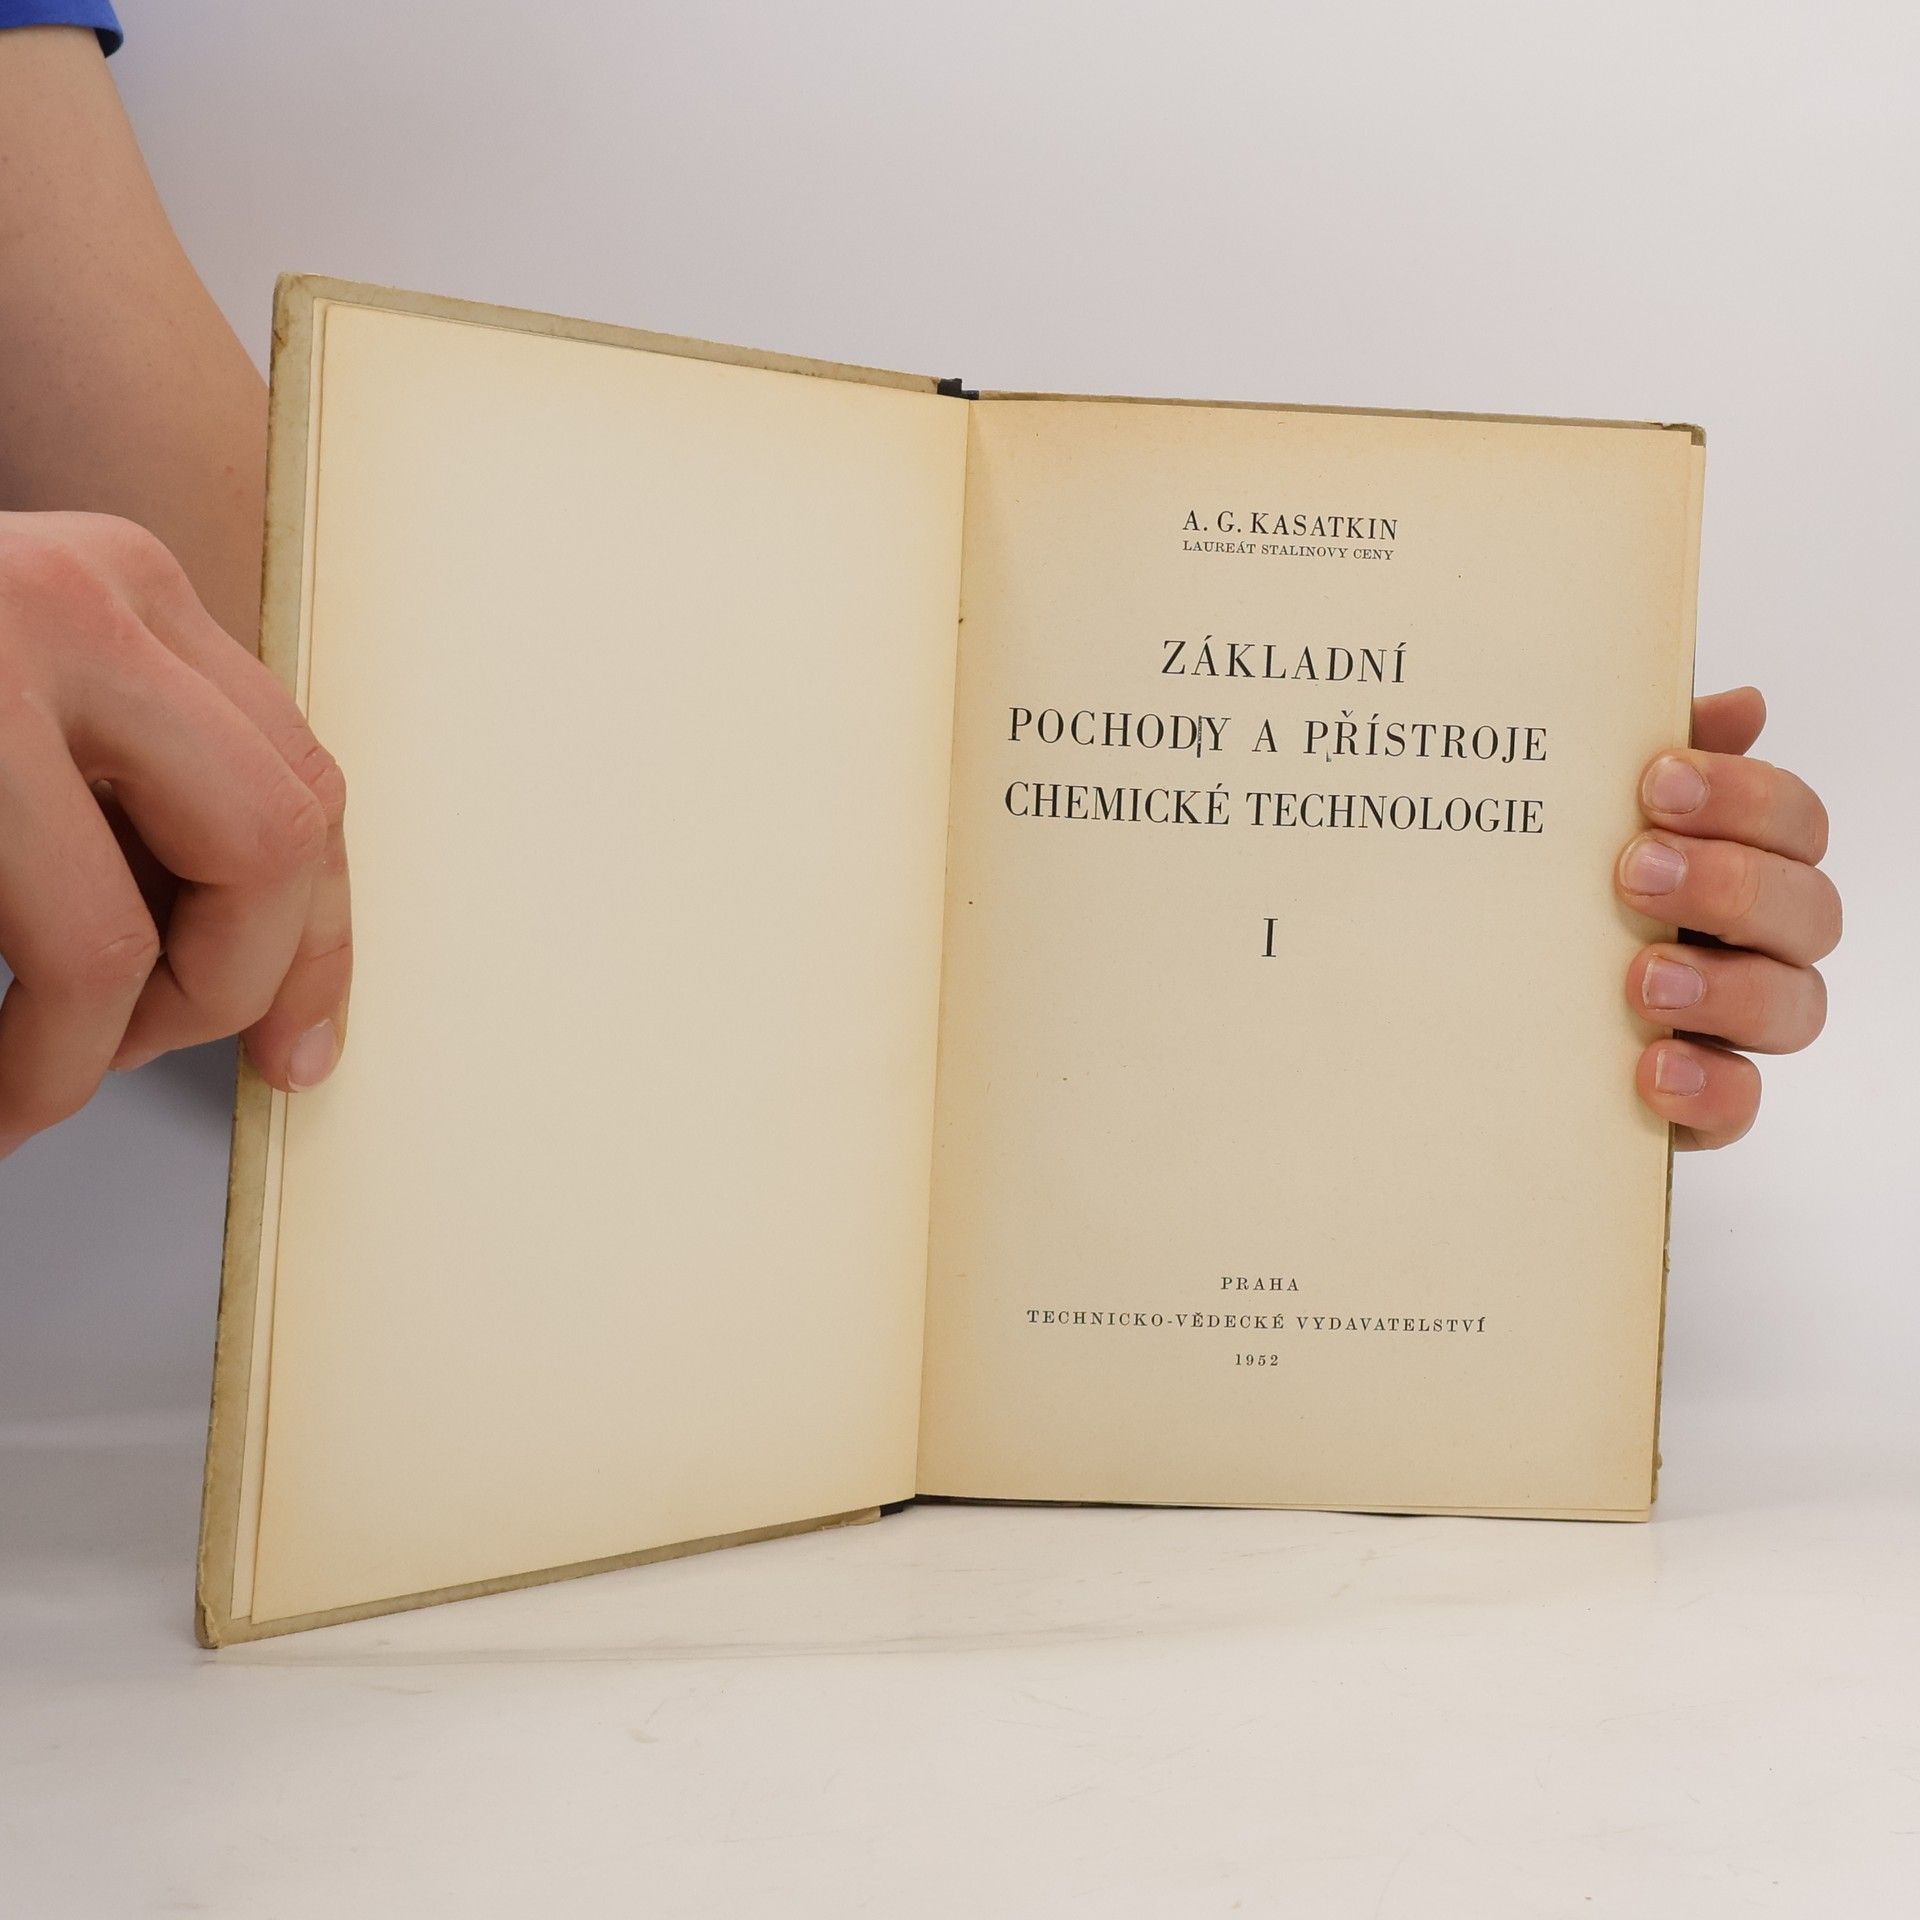 A. G. KASATKIN
LAUREÁT STALINOVY CENY
ZÁKLADNÍ
POCHODY A PŘÍSTROJE
CHEMICKÉ TECHNOLOGIE
I
PRAHA
TECHNICKO-VĚDECKÉ VYDAVATELSTVÍ
1952